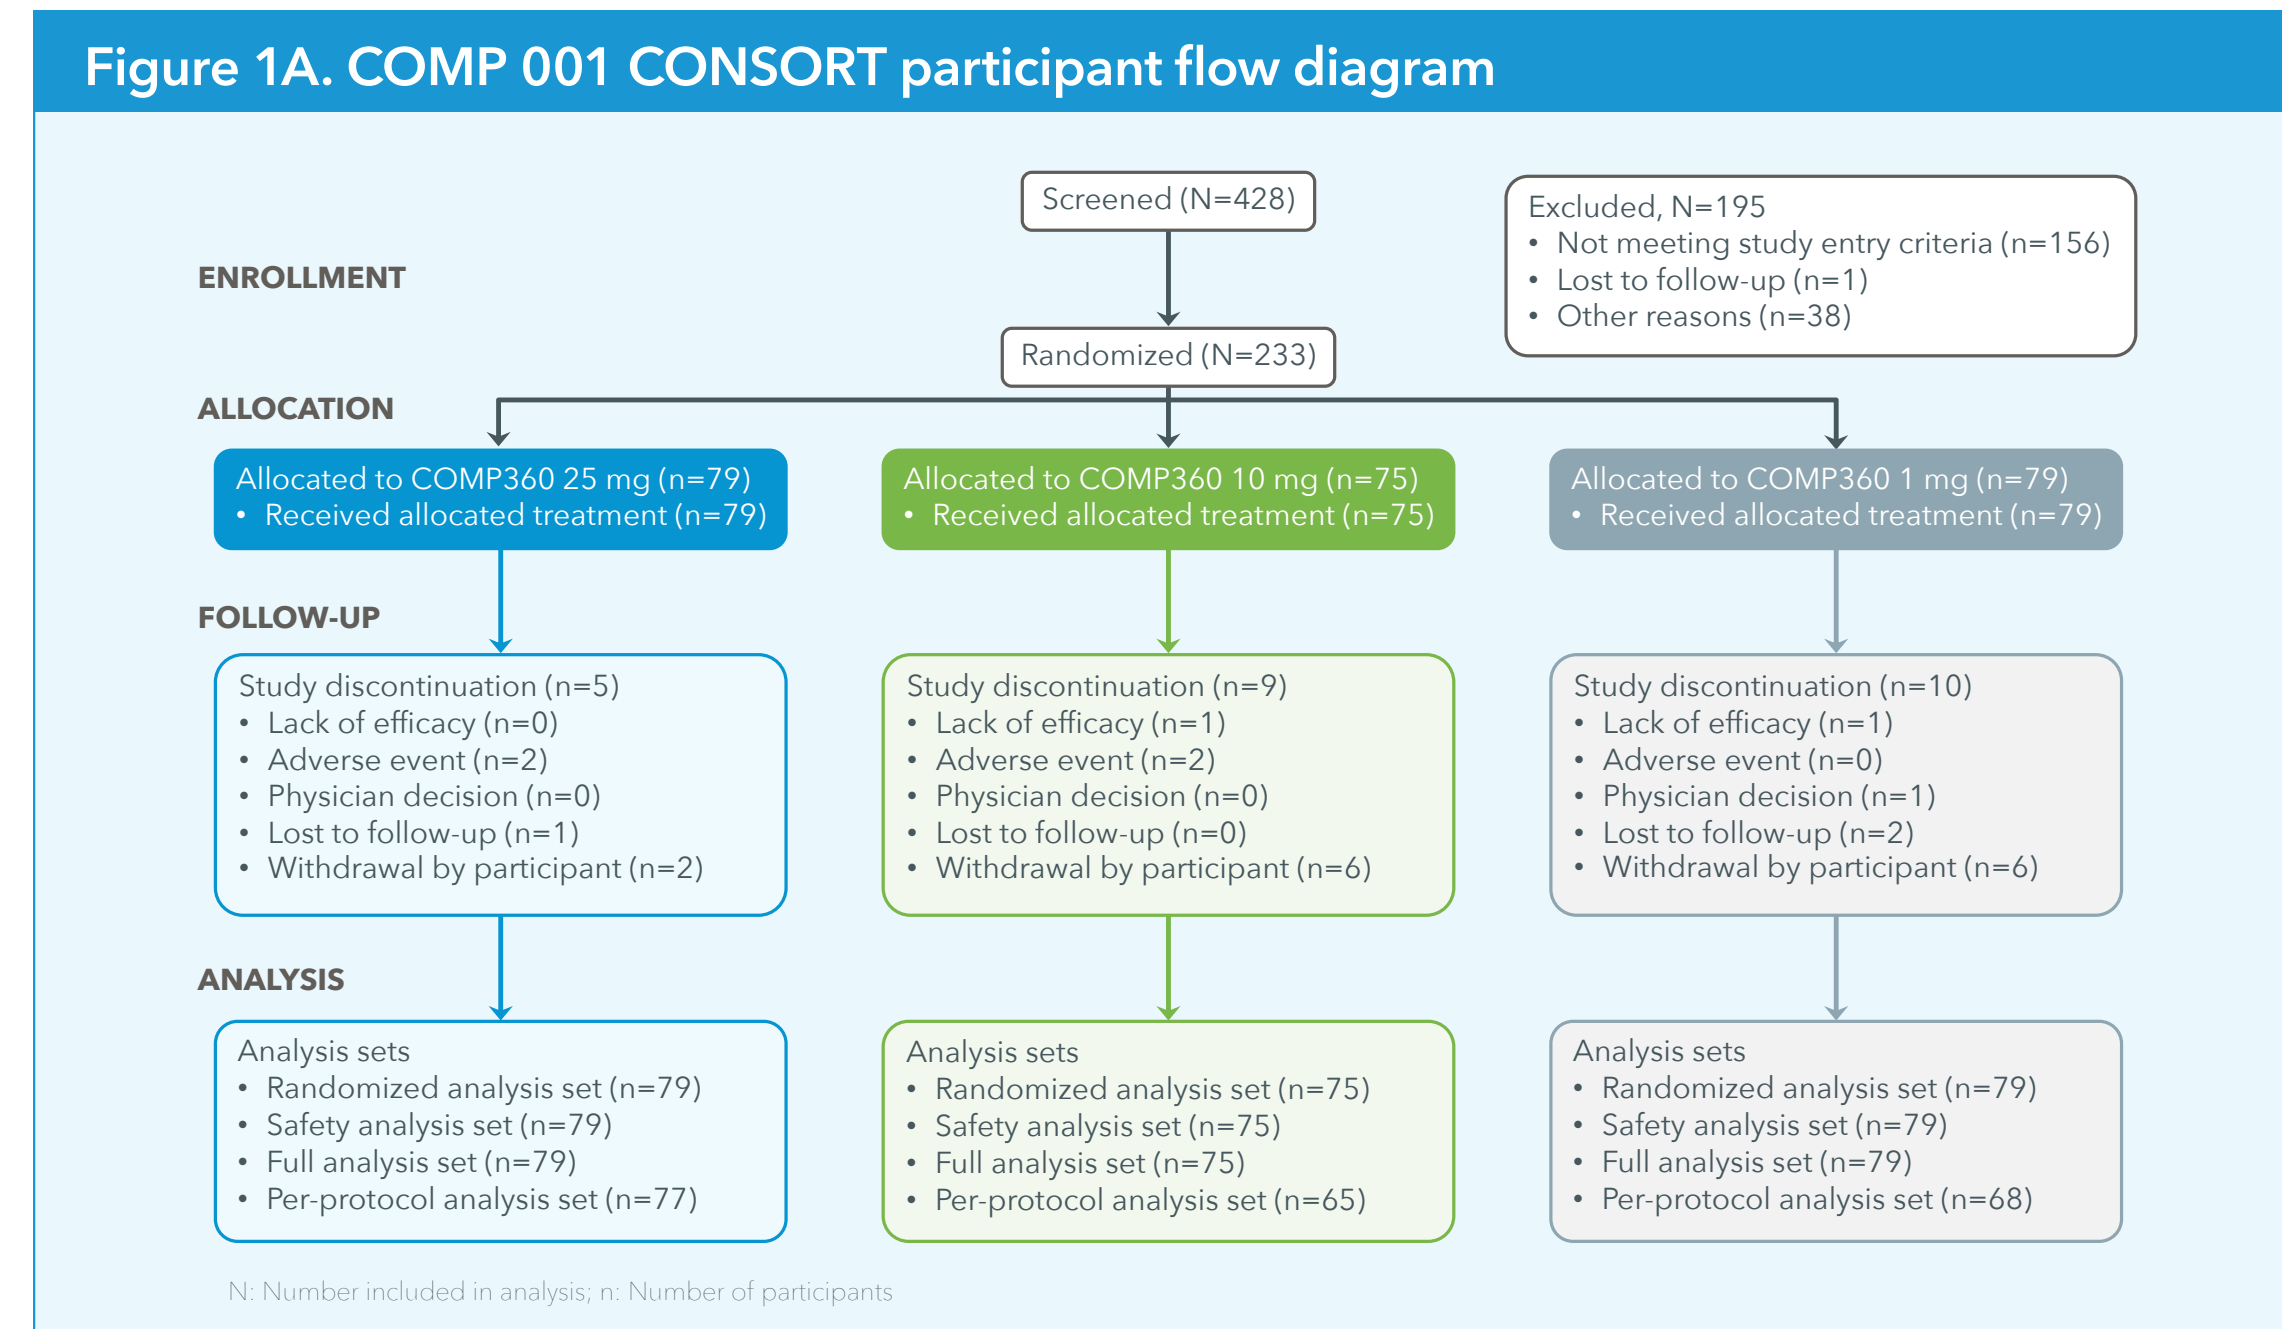 Figure 1A. COMP 001 CONSORT participant flow diagram
Screened (N=428)
Excluded, N=195
• Not meeting study entry criteria (n=156)
• Lost to follow-up (n=1)
• Other reasons (n=38)
ENROLLMENT
Randomized (N=233)
ALLOCATION
Allocated to COMP360 25 mg (n=79)
• Received allocated treatment (n=79)
Allocated to COMP360 10 mg (n=75)
• Received allocated treatment (n=75)
Allocated to COMP360 1 mg (n=79)
• Received allocated treatment (n=79)
FOLLOW-UP
Study discontinuation (n=5)
• Lack of efficacy (n=0)
• Adverse event (n=2)
• Physician decision (n=0)
• Lost to follow-up (n=1)
• Withdrawal by participant (n=2)
Study discontinuation (n=9)
• Lack of efficacy (n=1)
• Adverse event (n=2)
• Physician decision (n=0)
• Lost to follow-up (n=0)
• Withdrawal by participant (n=6)
Study discontinuation (n=10)
• Lack of efficacy (n=1)
• Adverse event (n=0)
• Physician decision (n=1)
• Lost to follow-up (n=2)
• Withdrawal by participant (n=6)
ANALYSIS
Analysis sets
• Randomized analysis set (n=79)
• Safety analysis set (n=79)
• Full analysis set (n=79)
• Per-protocol analysis set (n=77)
Analysis sets
• Randomized analysis set (n=75)
• Safety analysis set (n=75)
• Full analysis set (n=75)
• Per-protocol analysis set (n=65)
Analysis sets
• Randomized analysis set (n=79)
• Safety analysis set (n=79)
• Full analysis set (n=79)
• Per-protocol analysis set (n=68)
N: Number included in analysis; n: Number of participants